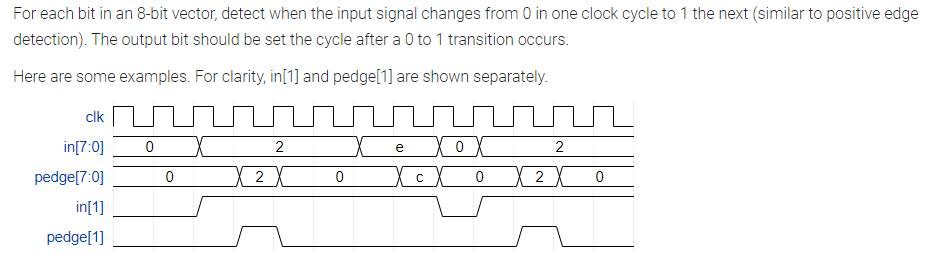 For each bit in an 8-bit vector, detect when the input signal changes from 0 in one clock cycle to 1 the next (similar to positive edge
detection). The output bit should be set the cycle after a 0 to 1 transition occurs.
Here are some examples. For clarity, in[1] and pedge[1] are shown separately.
clk
in[7:0] 0 2 e 0 2
pedge[7:0] 0 2 0 c 0 2 0
in[1]
pedge[1]